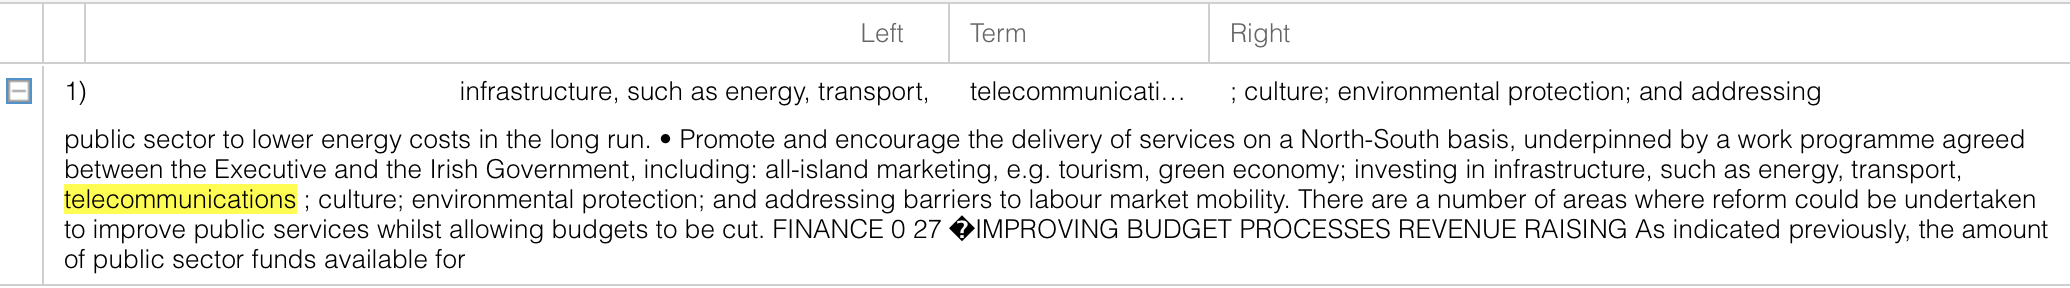 Left Term Right
1) infrastructure, such as energy, transport, telecommunicati… ; culture; environmental protection; and addressing
public sector to lower energy costs in the long run. • Promote and encourage the delivery of services on a North-South basis, underpinned by a work programme agreed
between the Executive and the Irish Government, including: all-island marketing, e.g. tourism, green economy; investing in infrastructure, such as energy, transport,
telecommunications ; culture; environmental protection; and addressing barriers to labour market mobility. There are a number of areas where reform could be undertaken
to improve public services whilst allowing budgets to be cut. FINANCE 0 27 �IMPROVING BUDGET PROCESSES REVENUE RAISING As indicated previously, the amount
of public sector funds available for